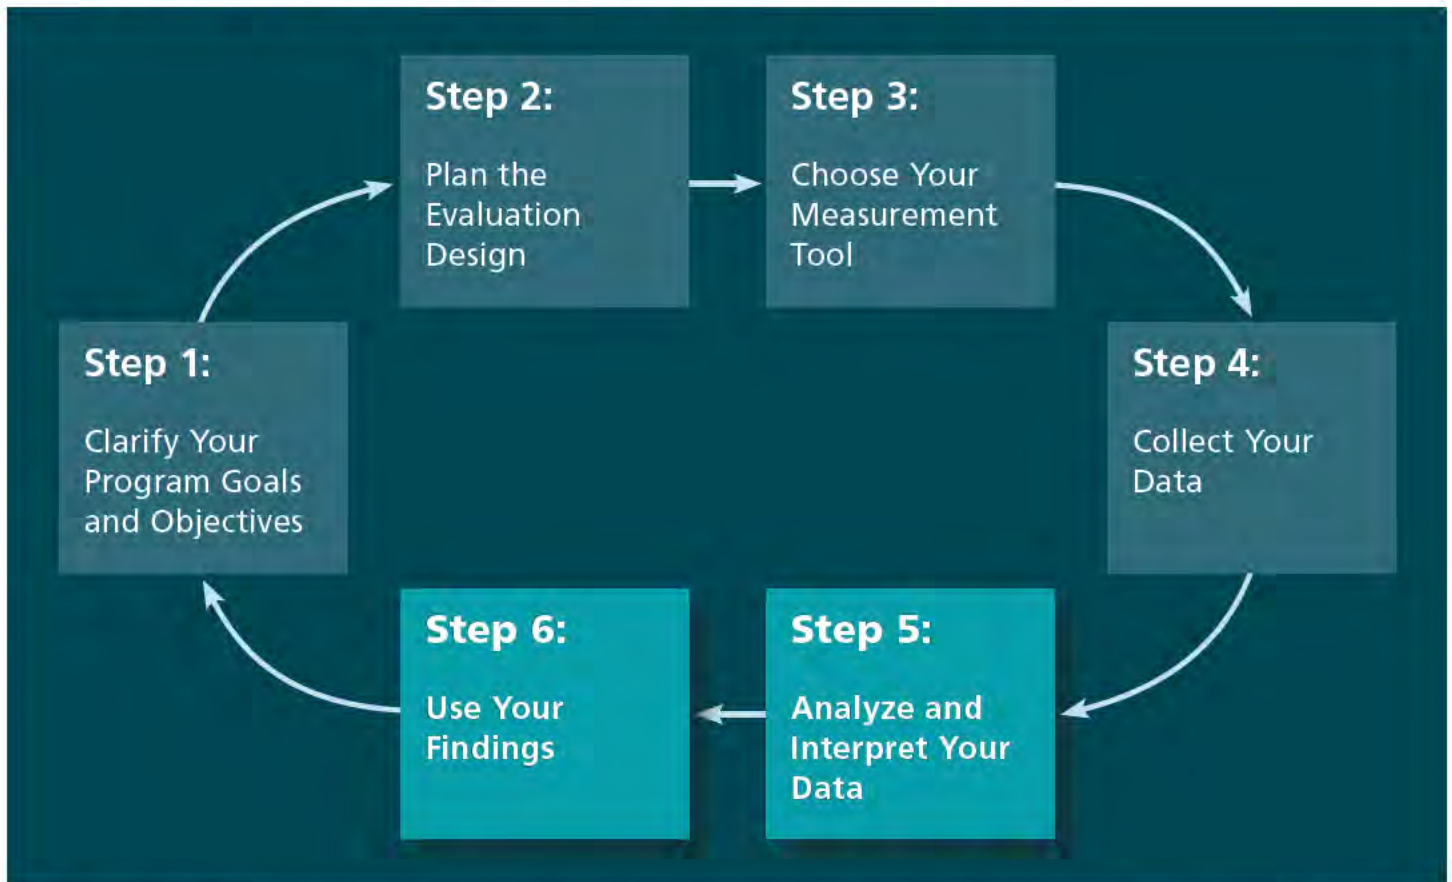 Step 1:
Clarify Your
Program Goals
and Objectives
Step 2:
Plan the
Evaluation
Design
Step 3:
Choose Your
Measurement
Tool
Step 4:
Collect Your
Data
Step 5:
Analyze and
Interpret Your
Data
Step 6:
Use Your
Findings